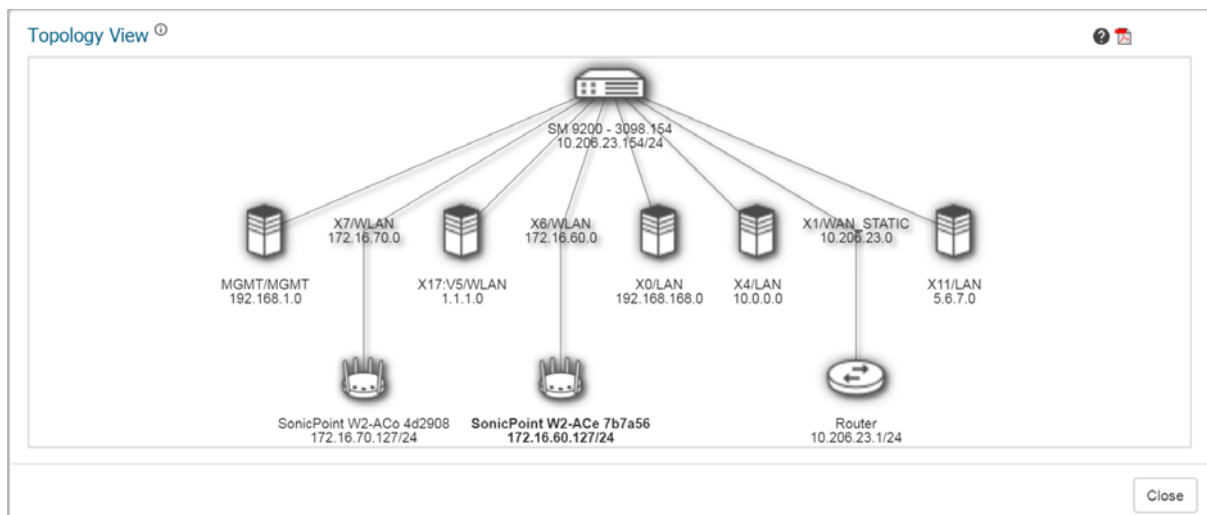 Topology View
SM 9200 - 3098.154
10.206.23.154/24
X7/WLAN
172.16.70.0
X6/WLAN
172.16.60.0
X1/WAN_STATIC
10.206.23.0
MGMT/MGMT
192.168.1.0
X17:V5/WLAN
1.1.1.0
X0/LAN
192.168.168.0
X4/LAN
10.0.0.0
X11/LAN
5.6.7.0
SonicPoint W2-ACo 4d2908
172.16.70.127/24
SonicPoint W2-ACe 7b7a56
172.16.60.127/24
Router
10.206.23.1/24
Close